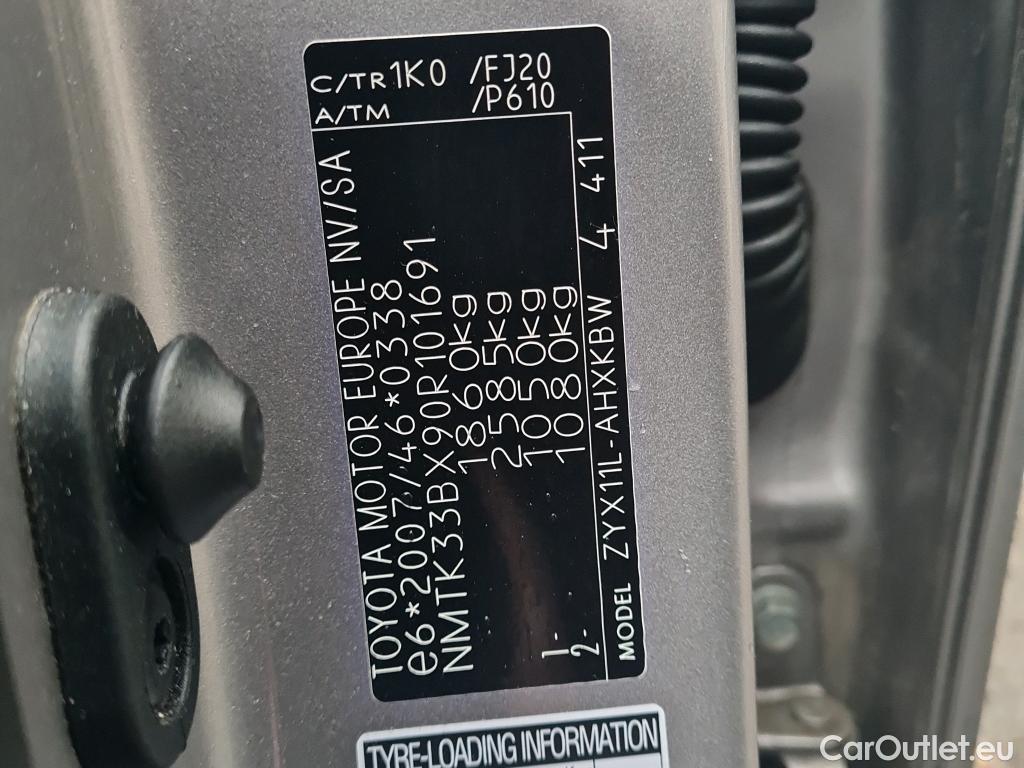 TOYOTA MOTOR EUROPE NV/SA
e6*2007/46*0338
NMTK33BX90R101691
1860kg
2585kg
1- 1050kg
2- 1080kg
MODEL ZYX11L-AHXKBW 4 411
C/TR 1K0 /FJ20
A/TM /P610
TYRE-LOADING INFORMATION
CarOutlet.eu